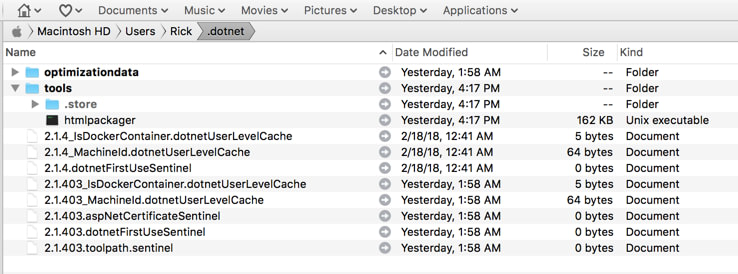 Documents Music Movies Pictures Desktop Applications
Macintosh HD Users Rick .dotnet
Name Date Modified Size Kind
optimizationdata Yesterday, 1:58 AM -- Folder
tools Yesterday, 4:17 PM -- Folder
.store Yesterday, 4:17 PM -- Folder
htmlpackager Yesterday, 4:17 PM 162 KB Unix executable
2.1.4_IsDockerContainer.dotnetUserLevelCache 2/18/18, 12:41 AM 5 bytes Document
2.1.4_MachineId.dotnetUserLevelCache 2/18/18, 12:41 AM 64 bytes Document
2.1.4.dotnetFirstUseSentinel 2/18/18, 12:41 AM 0 bytes Document
2.1.403_IsDockerContainer.dotnetUserLevelCache Yesterday, 1:58 AM 5 bytes Document
2.1.403_MachineId.dotnetUserLevelCache Yesterday, 1:58 AM 64 bytes Document
2.1.403.aspNetCertificateSentinel Yesterday, 1:58 AM 0 bytes Document
2.1.403.dotnetFirstUseSentinel Yesterday, 1:58 AM 0 bytes Document
2.1.403.toolpath.sentinel Yesterday, 1:58 AM 0 bytes Document